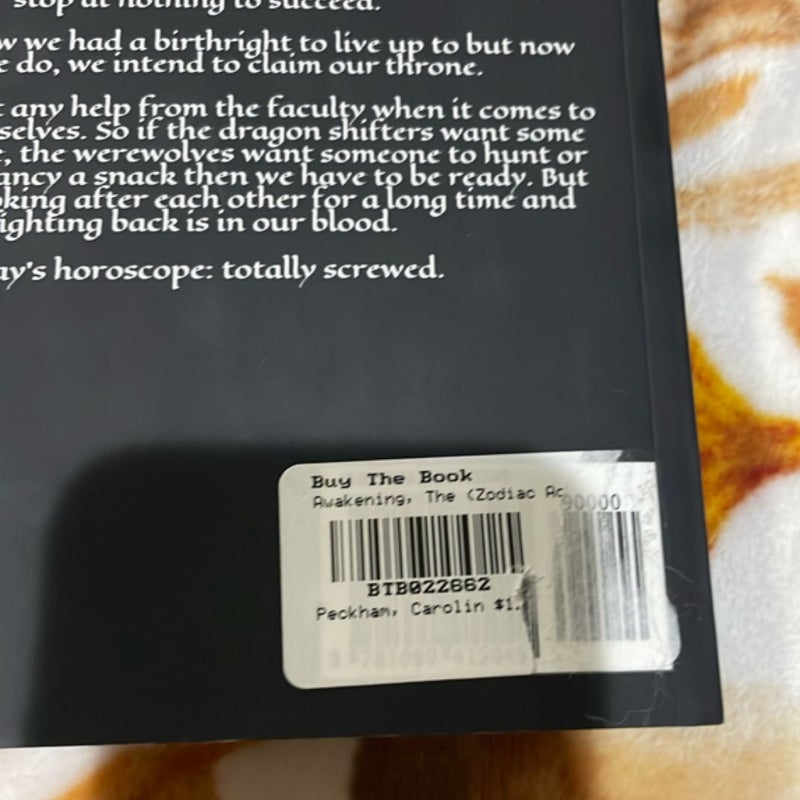 stop at nothing to succeed.
w we had a birthright to live up to but now
e do, we intend to claim our throne.
t any help from the faculty when it comes to
selves. So if the dragon shifters want some
e, the werewolves want someone to hunt or
ancy a snack then we have to be ready. But
oking after each other for a long time and
ighting back is in our blood.
ay's horoscope: totally screwed.
Buy The Book
Awakening, The (Zodiac Ac
90000
BTB022662
Peckham, Carolin $1.